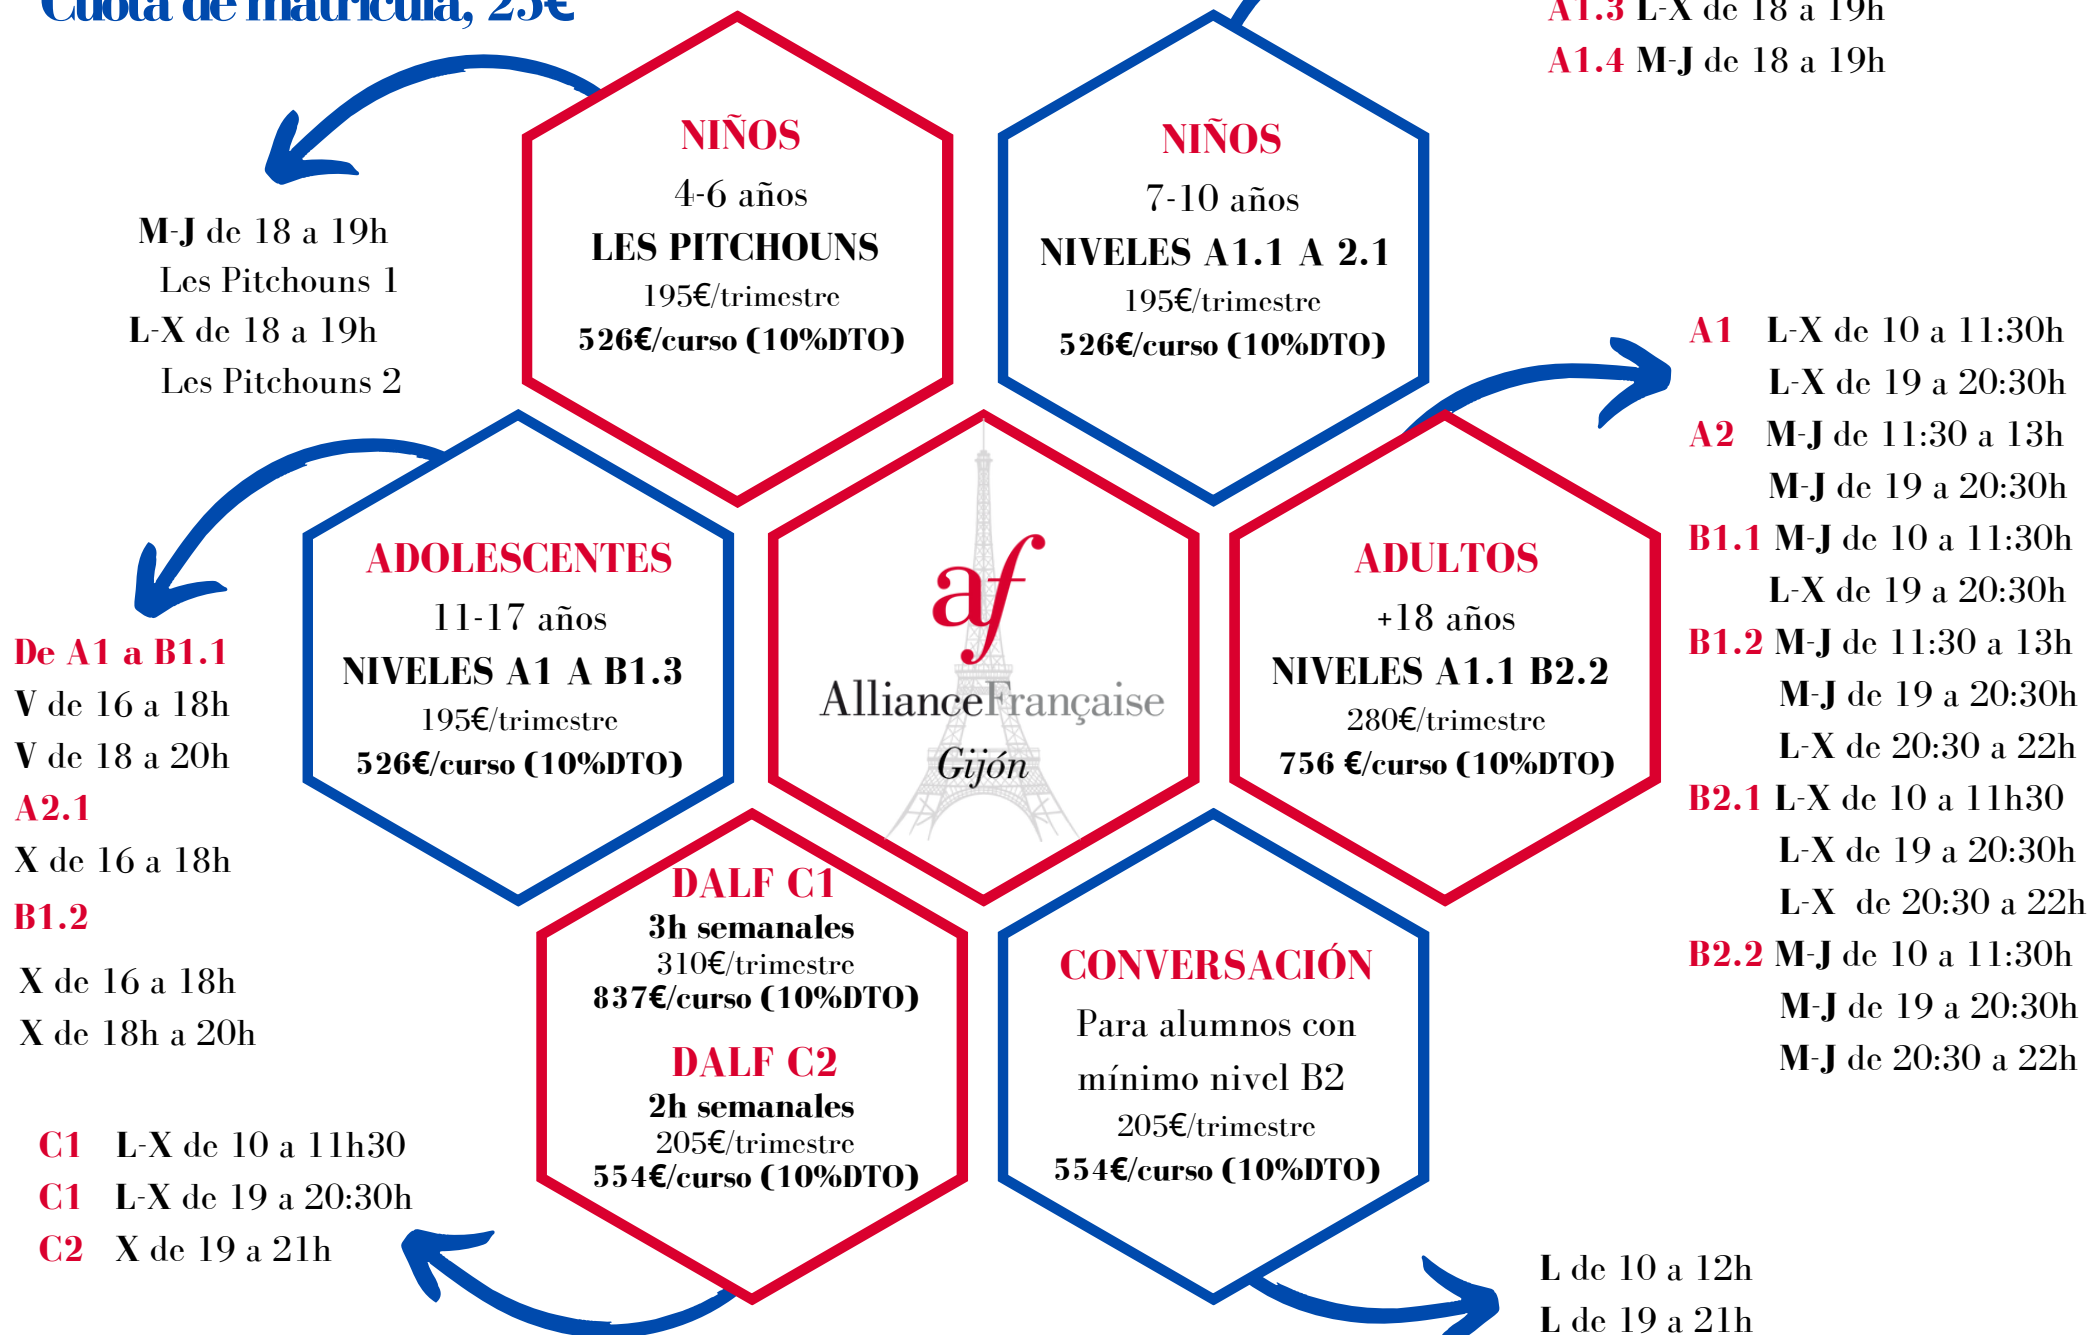 Cuota de matrícula, 25€
A1.3 L-X de 18 a 19h
A1.4 M-J de 18 a 19h
M-J de 18 a 19h
Les Pitchouns 1
L-X de 18 a 19h
Les Pitchouns 2
NIÑOS
4-6 años
LES PITCHOUNS
195€/trimestre
526€/curso (10%DTO)
NIÑOS
7-10 años
NIVELES A1.1 A 2.1
195€/trimestre
526€/curso (10%DTO)
A1 L-X de 10 a 11:30h
L-X de 19 a 20:30h
A2 M-J de 11:30 a 13h
M-J de 19 a 20:30h
B1.1 M-J de 10 a 11:30h
L-X de 19 a 20:30h
B1.2 M-J de 11:30 a 13h
M-J de 19 a 20:30h
L-X de 20:30 a 22h
B2.1 L-X de 10 a 11h30
L-X de 19 a 20:30h
L-X de 20:30 a 22h
B2.2 M-J de 10 a 11:30h
M-J de 19 a 20:30h
M-J de 20:30 a 22h
ADOLESCENTES
11-17 años
NIVELES A1 A B1.3
195€/trimestre
526€/curso (10%DTO)
af
AllianceFrançaise
Gijón
ADULTOS
+18 años
NIVELES A1.1 B2.2
280€/trimestre
756 €/curso (10%DTO)
De A1 a B1.1
V de 16 a 18h
V de 18 a 20h
A2.1
X de 16 a 18h
B1.2
X de 16 a 18h
X de 18h a 20h
DALF C1
3h semanales
310€/trimestre
837€/curso (10%DTO)
DALF C2
2h semanales
205€/trimestre
554€/curso (10%DTO)
CONVERSACIÓN
Para alumnos con
mínimo nivel B2
205€/trimestre
554€/curso (10%DTO)
C1 L-X de 10 a 11h30
C1 L-X de 19 a 20:30h
C2 X de 19 a 21h
L de 10 a 12h
L de 19 a 21h